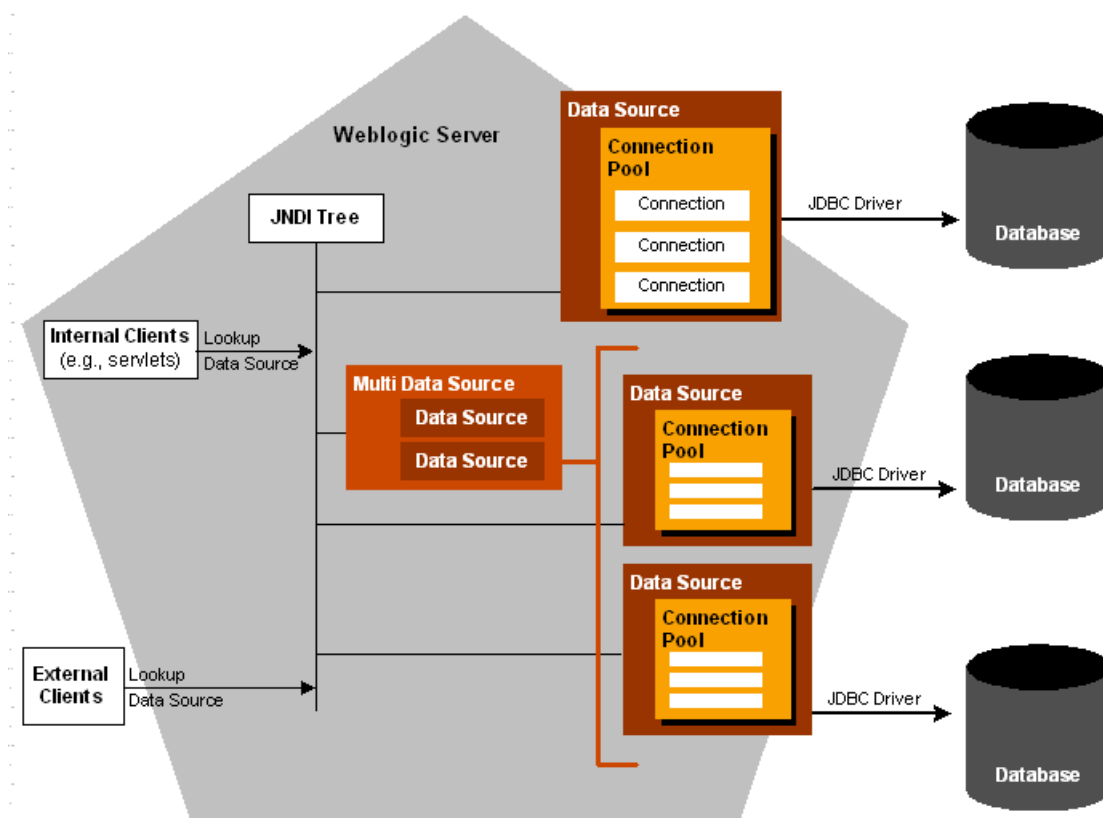 Weblogic Server
JNDI Tree
Data Source
Connection
Pool
Connection
Connection
Connection
JDBC Driver
Database
Internal Clients
(e.g., servlets)
Lookup
Data Source
Multi Data Source
Data Source
Data Source
Data Source
Connection
Pool
JDBC Driver
Database
Data Source
Connection
Pool
JDBC Driver
Database
External
Clients
Lookup
Data Source